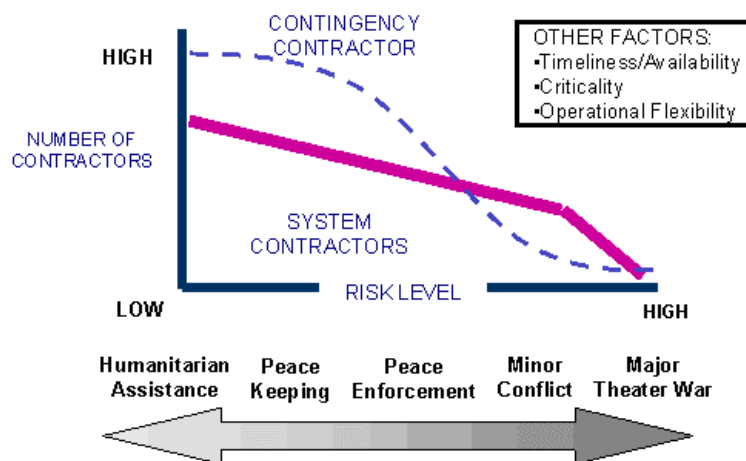 CONTINGENCY
CONTRACTOR
OTHER FACTORS:
▪Timeliness/Availability
▪Criticality
▪Operational Flexibility
HIGH
NUMBER OF
CONTRACTORS
SYSTEM
CONTRACTORS
LOW
RISK LEVEL
HIGH
Humanitarian
Assistance
Peace
Keeping
Peace
Enforcement
Minor
Conflict
Major
Theater War